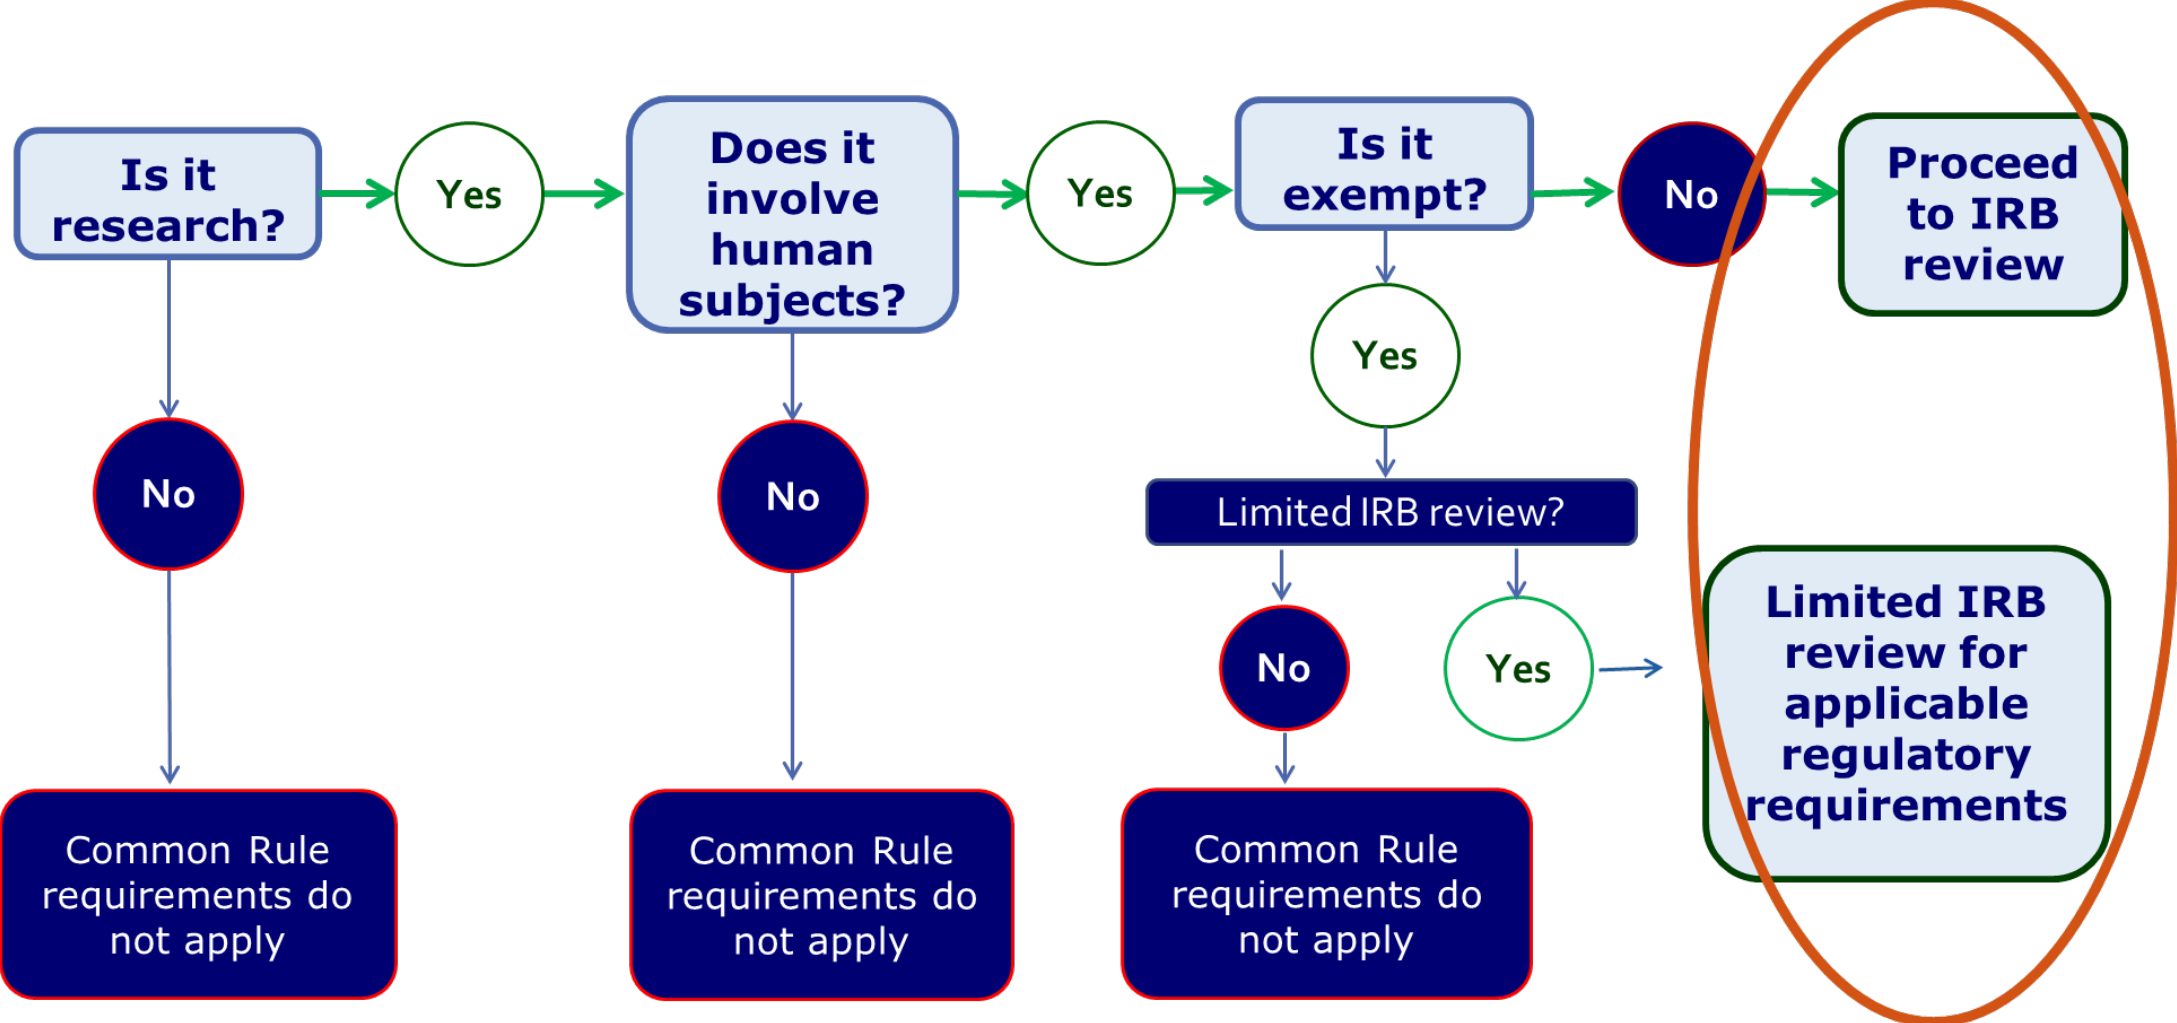 Is it
research?
Yes
Does it
involve
human
subjects?
Yes
Is it
exempt?
No
Proceed
to IRB
review
Yes
No
No
Limited IRB review?
No
Yes
Limited IRB
review for
applicable
regulatory
requirements
Common Rule
requirements do
not apply
Common Rule
requirements do
not apply
Common Rule
requirements do
not apply